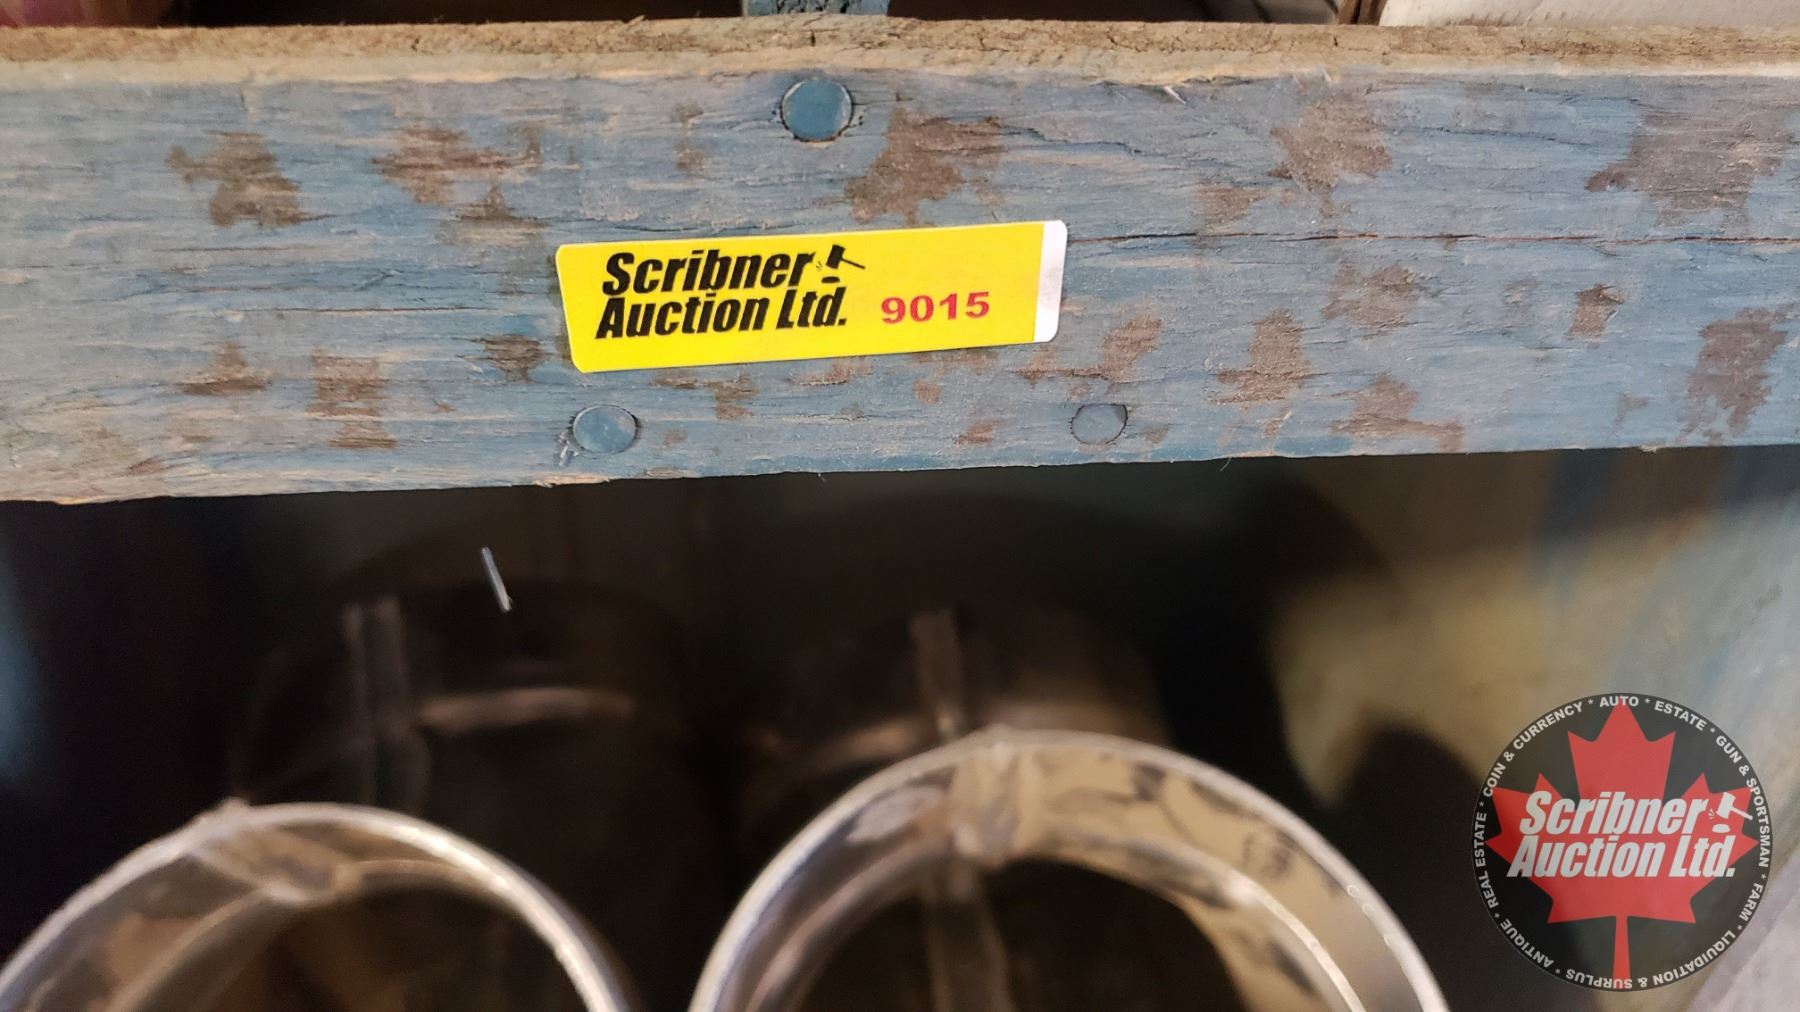 Scribner
Auction Ltd. 9015
REAL ESTATE * COIN & CURRENCY * AUTO * ESTATE * GUN & SPORTSMAN * FARM * LIQUIDATION & SURPLUS * ANTIQUE *
Scribner
Auction Ltd.